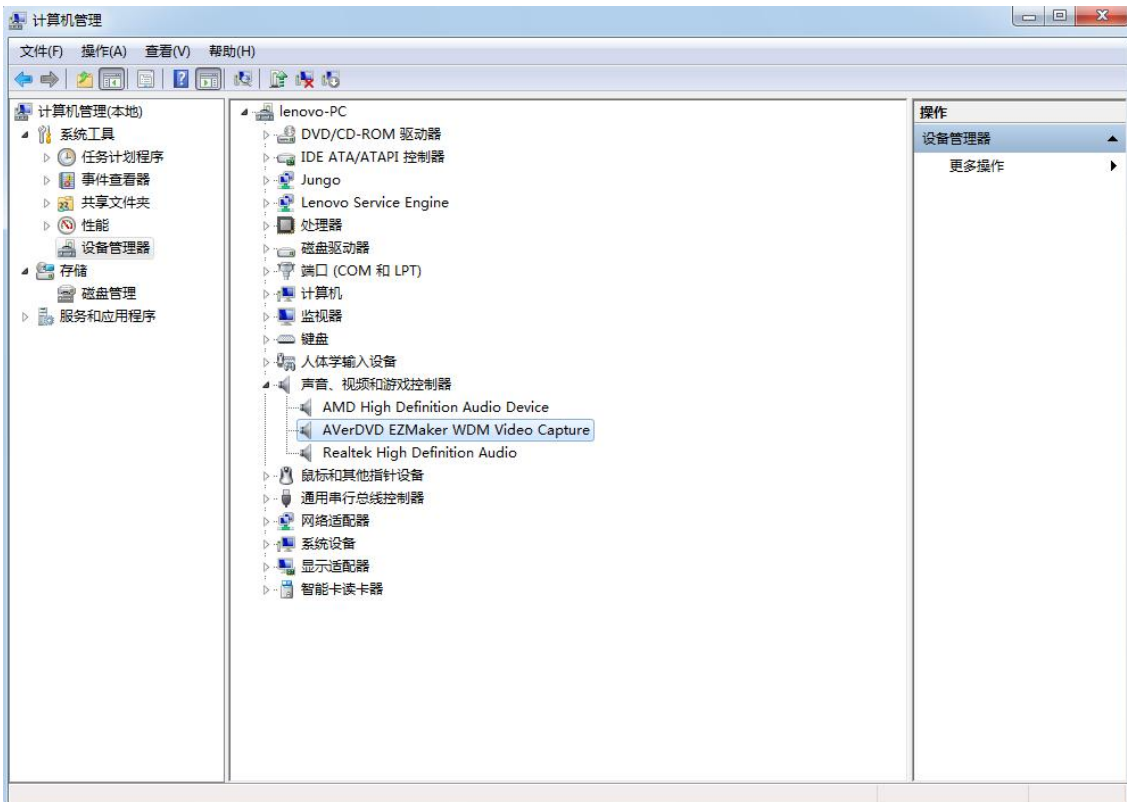 计算机管理
文件(F) 操作(A) 查看(V) 帮助(H)
计算机管理(本地)
系统工具
任务计划程序
事件查看器
共享文件夹
性能
设备管理器
存储
磁盘管理
服务和应用程序
lenovo-PC
DVD/CD-ROM 驱动器
IDE ATA/ATAPI 控制器
Jungo
Lenovo Service Engine
处理器
磁盘驱动器
端口 (COM 和 LPT)
计算机
监视器
键盘
人体学输入设备
声音、视频和游戏控制器
AMD High Definition Audio Device
AVerDVD EZMaker WDM Video Capture
Realtek High Definition Audio
鼠标和其他指针设备
通用串行总线控制器
网络适配器
系统设备
显示适配器
智能卡读卡器
操作
设备管理器
更多操作